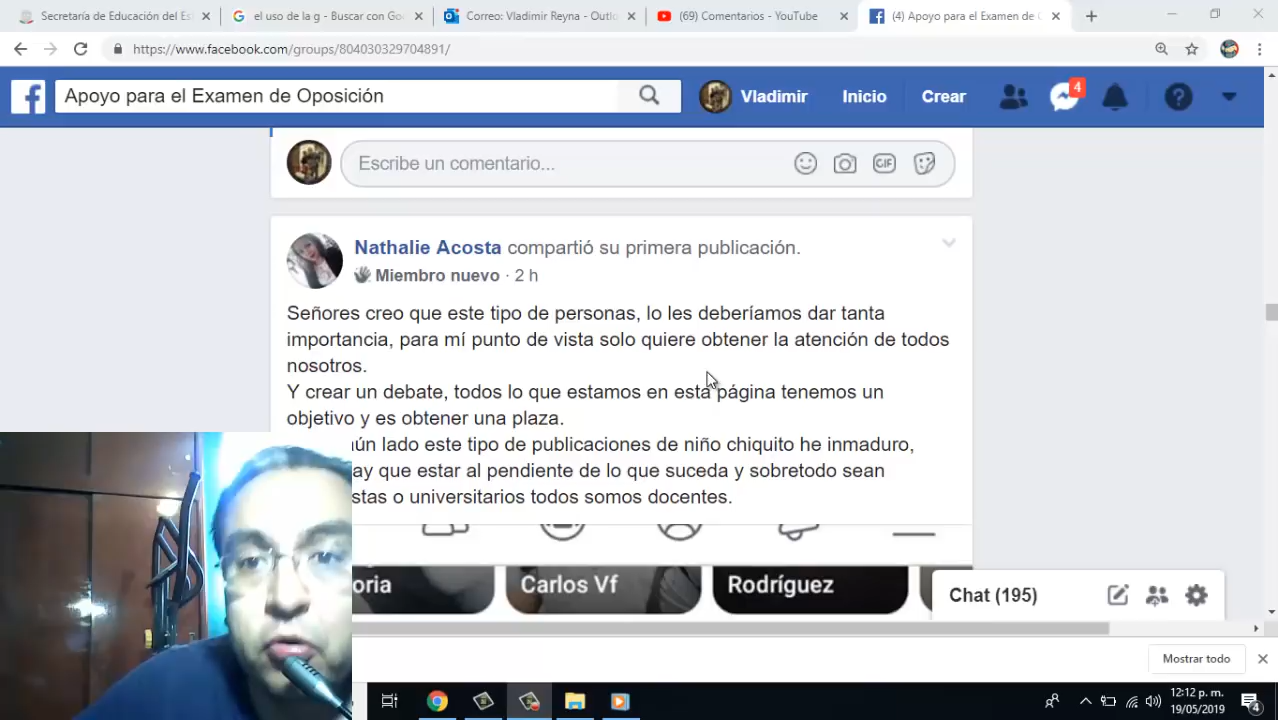 Secretaría de Educación del Es
el uso de la g - Buscar con Go
Correo: Vladimir Reyna - Outlo
(69) Comentarios - YouTube
(4) Apoyo para el Examen de O
https://www.facebook.com/groups/804030329704891/
Apoyo para el Examen de Oposición
Vladimir
Inicio
Crear
4
Escribe un comentario...
GIF
Nathalie Acosta compartió su primera publicación.
Miembro nuevo · 2 h
Señores creo que este tipo de personas, lo les deberíamos dar tanta
importancia, para mí punto de vista solo quiere obtener la atención de todos
nosotros.
Y crear un debate, todos lo que estamos en esta página tenemos un
objetivo y es obtener una plaza.
ún lado este tipo de publicaciones de niño chiquito he inmaduro,
ay que estar al pendiente de lo que suceda y sobretodo sean
stas o universitarios todos somos docentes.
oria
Carlos Vf
Rodríguez
Chat (195)
Mostrar todo
12:12 p. m.
19/05/2019
4